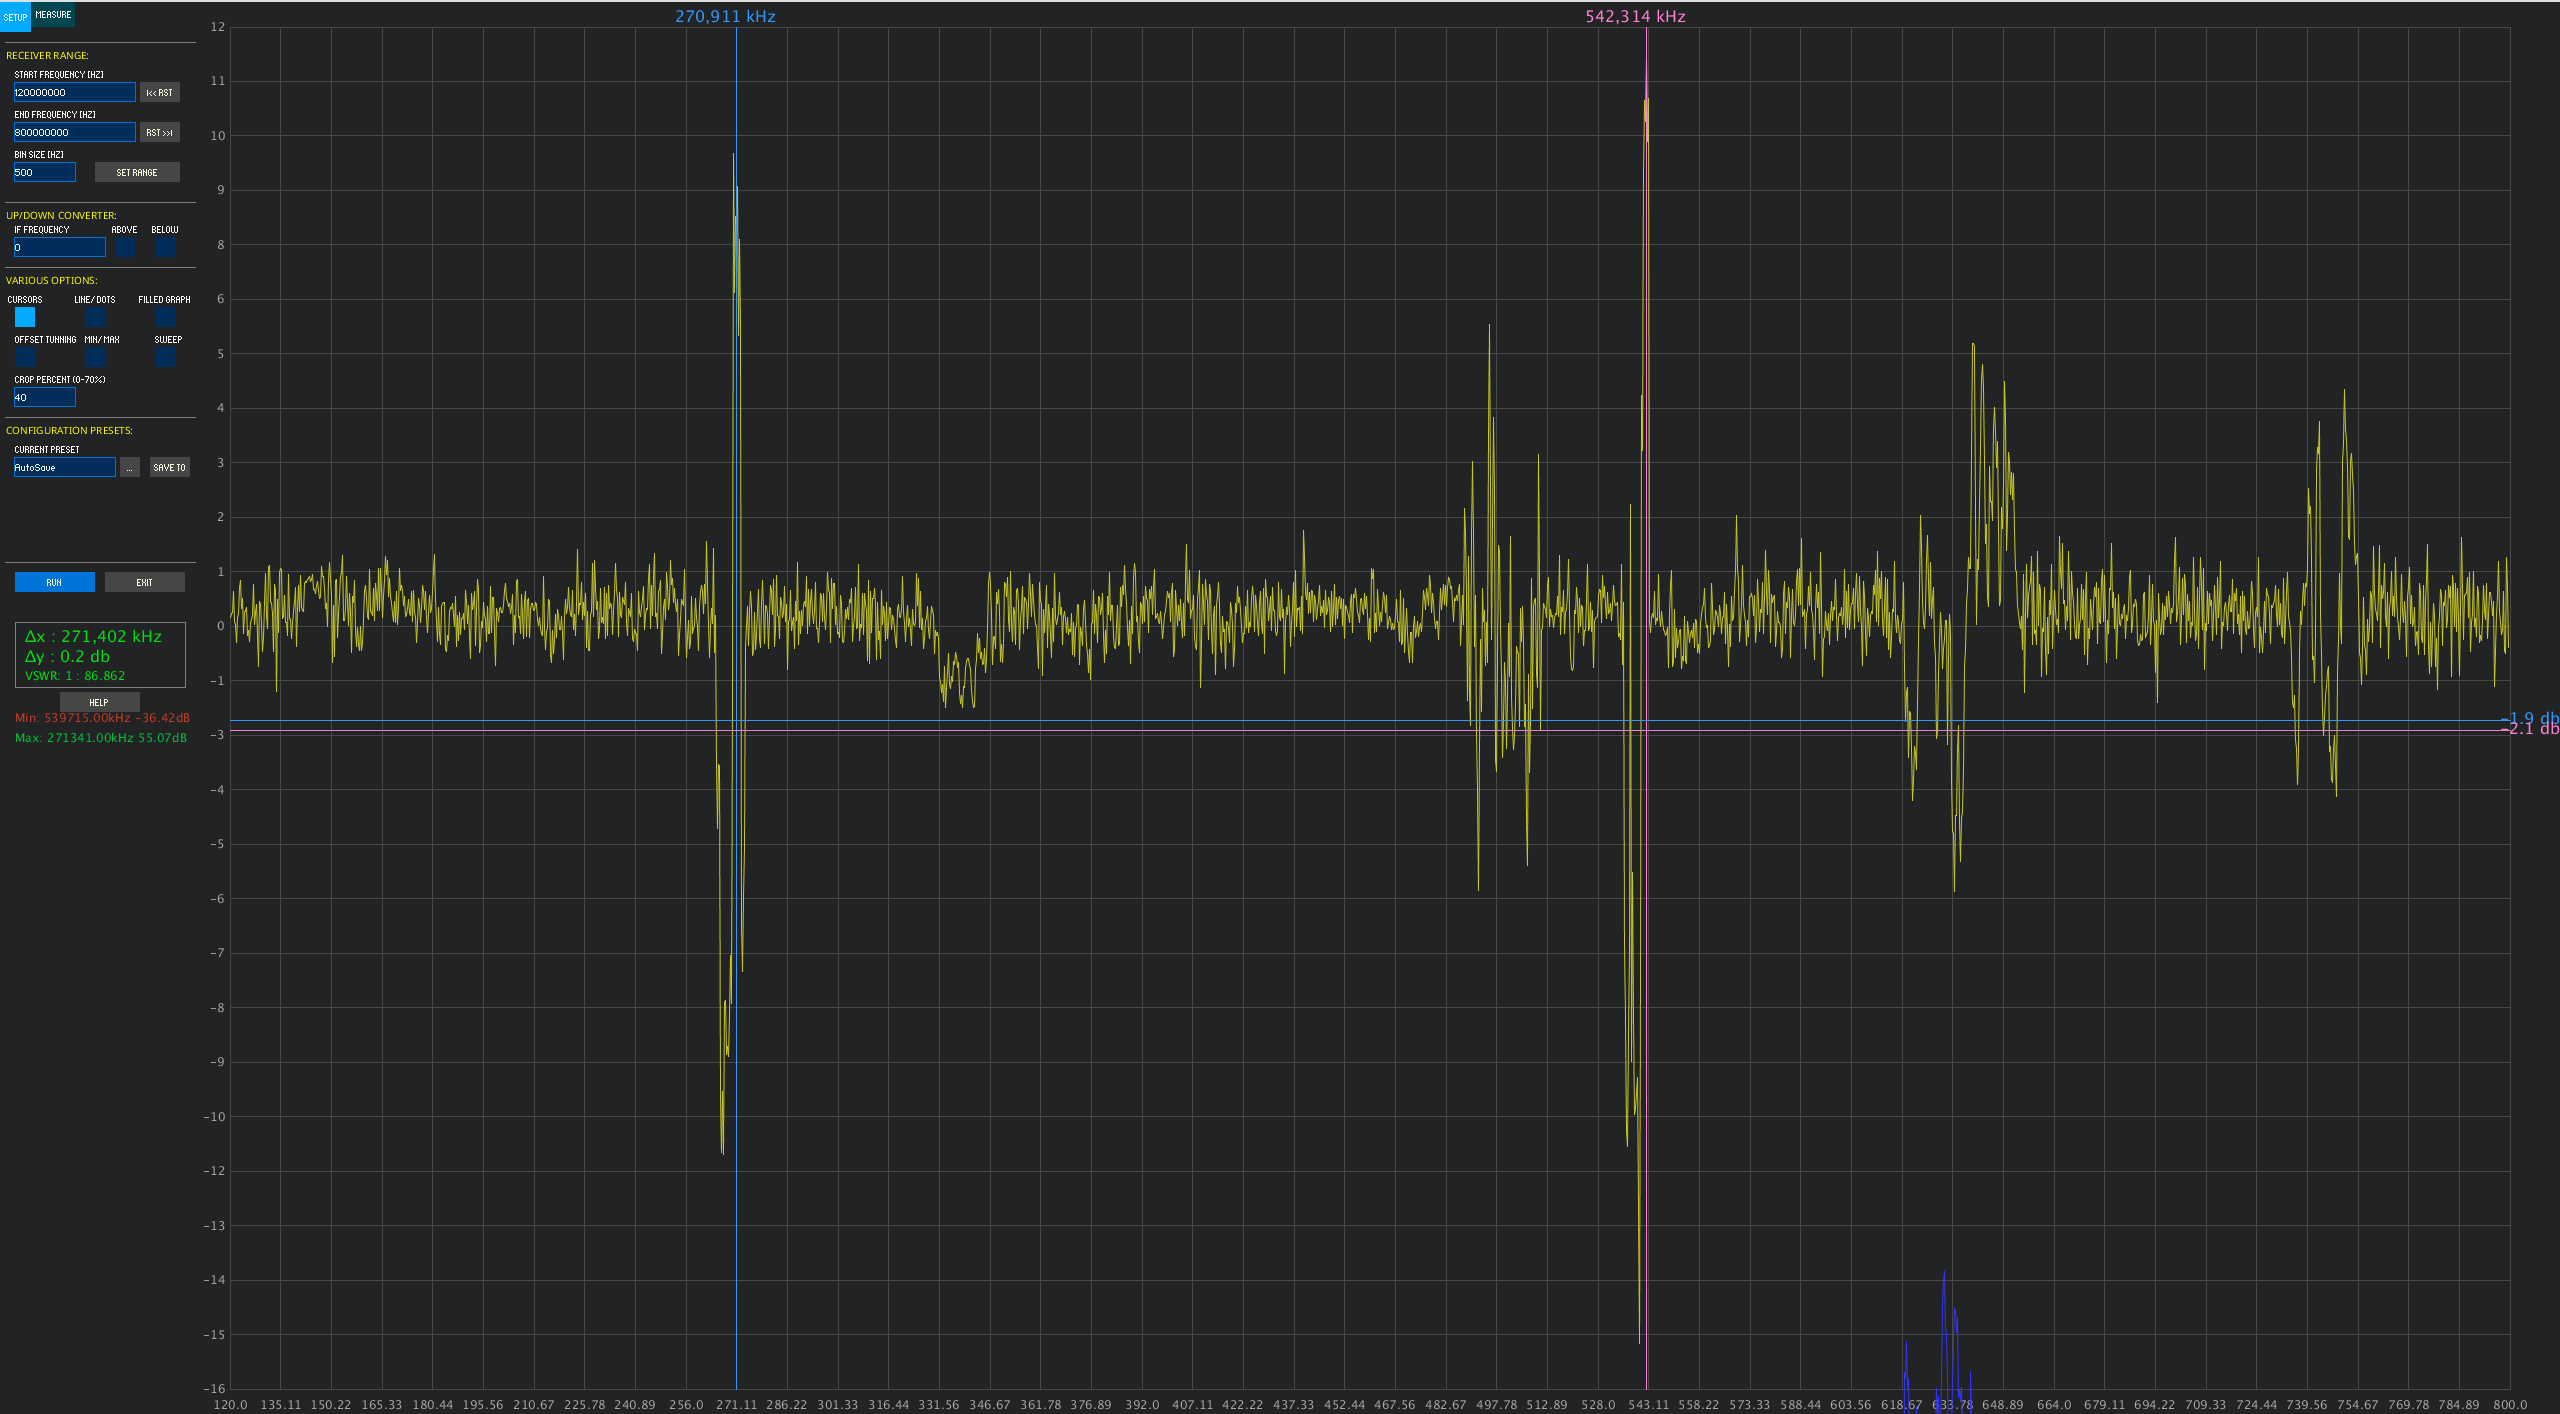 SETUP MEASURE
270,911 kHz 542,314 kHz
RECEIVER RANGE:
START FREQUENCY [HZ]
120000000 |<< RST
END FREQUENCY [HZ]
800000000 RST >>|
BIN SIZE [HZ]
500 SET RANGE
UP/DOWN CONVERTER:
IF FREQUENCY ABOVE BELOW
0
VARIOUS OPTIONS:
CURSORS LINE/DOTS FILLED GRAPH
OFFSET TUNNING MIN/MAX SWEEP
CROP PERCENT (0-70%)
40
CONFIGURATION PRESETS:
CURRENT PRESET
AutoSave ... SAVE TO
RUN EXIT
Δx : 271,402 kHz
Δy : 0.2 db
VSWR: 1 : 86.862
HELP
Min: 539715.00kHz -36.42dB
Max: 271341.00kHz 55.07dB
12
11
10
9
8
6
5
4
3
2
1
0
-1
-3
-4
-5
-6
-7
-8
-9
-10
-12
-13
-14
-15
-16
-1.9 db
-2.1 db
120.0 135.11 150.22 165.33 180.44 195.56 210.67 225.78 240.89 256.0 271.11 286.22 301.33 316.44 331.56 346.67 361.78 376.89 392.0 407.11 422.22 437.33 452.44 467.56 482.67 497.78 512.89 528.0 543.11 558.22 573.33 588.44 603.56 618.67 633.78 648.89 664.0 679.11 694.22 709.33 724.44 739.56 754.67 769.78 784.89 800.0